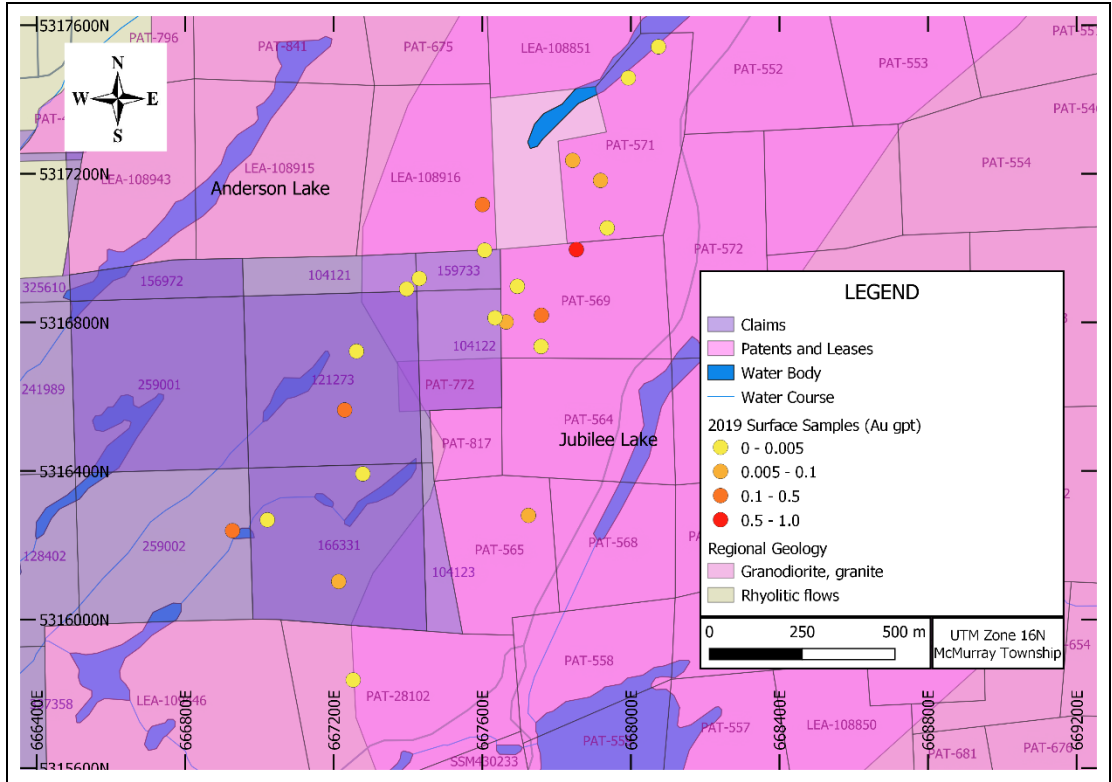 5317600N
PAT-796
PAT-841
PAT-675
LEA-108851
PAT-552
PAT-553
N
W E
S
PAT-571
PAT-554
5317200N
LEA-108943
LEA-108915
Anderson Lake
LEA-108916
PAT-572
325610
156972
104121
159733
PAT-569
5316800N
104122
241989
259001
121273
PAT-772
PAT-564
Jubilee Lake
PAT-817
5316400N
128402
259002
166331
104123
PAT-565
PAT-568
5316000N
PAT-558
PAT-28102
PAT-557
LEA-108850
PAT-681
PAT-676
SSM430233
5315600N
666400E
666800E
667200E
667600E
668000E
668400E
668800E
669200E
LEGEND
Claims
Patents and Leases
Water Body
Water Course
2019 Surface Samples (Au gpt)
0 - 0.005
0.005 - 0.1
0.1 - 0.5
0.5 - 1.0
Regional Geology
Granodiorite, granite
Rhyolitic flows
0 250 500 m
UTM Zone 16N
McMurray Township